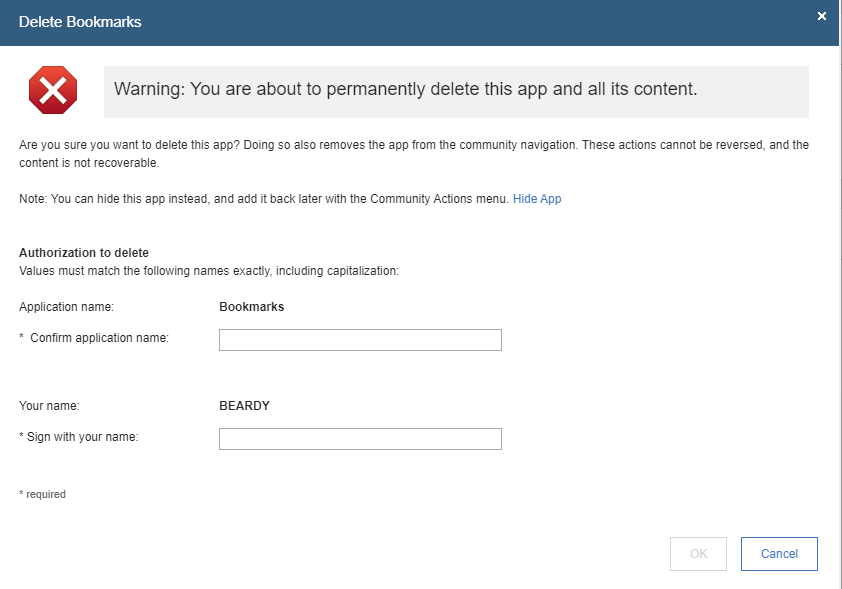 Delete Bookmarks
Warning: You are about to permanently delete this app and all its content.
Are you sure you want to delete this app? Doing so also removes the app from the community navigation. These actions cannot be reversed, and the
content is not recoverable.
Note: You can hide this app instead, and add it back later with the Community Actions menu. Hide App
Authorization to delete
Values must match the following names exactly, including capitalization:
Application name: Bookmarks
* Confirm application name:
Your name: BEARDY
* Sign with your name:
* required
OK Cancel